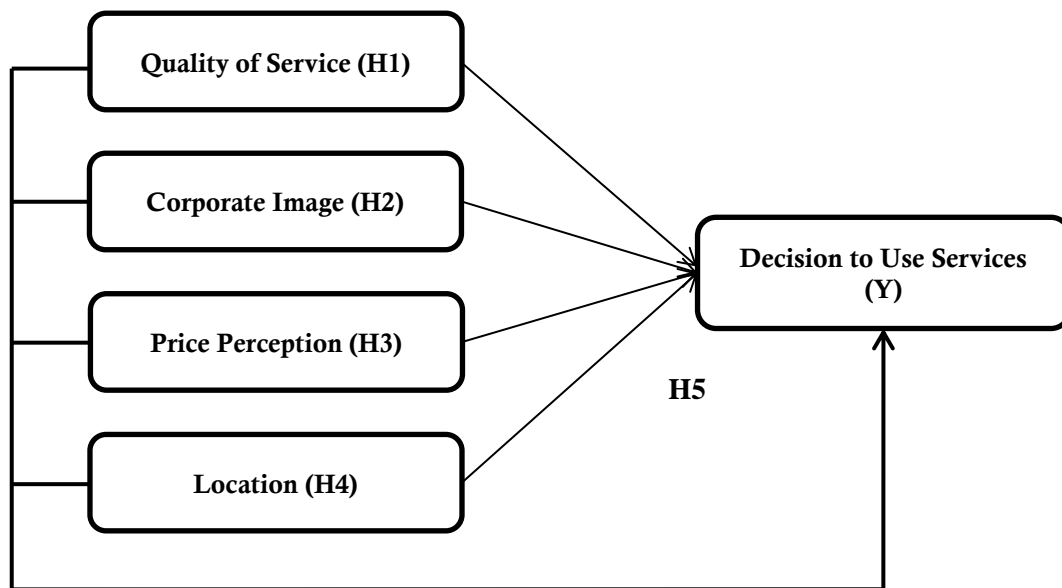 Quality of Service (H1)
Corporate Image (H2)
Price Perception (H3)
Location (H4)
Decision to Use Services
(Y)
H5